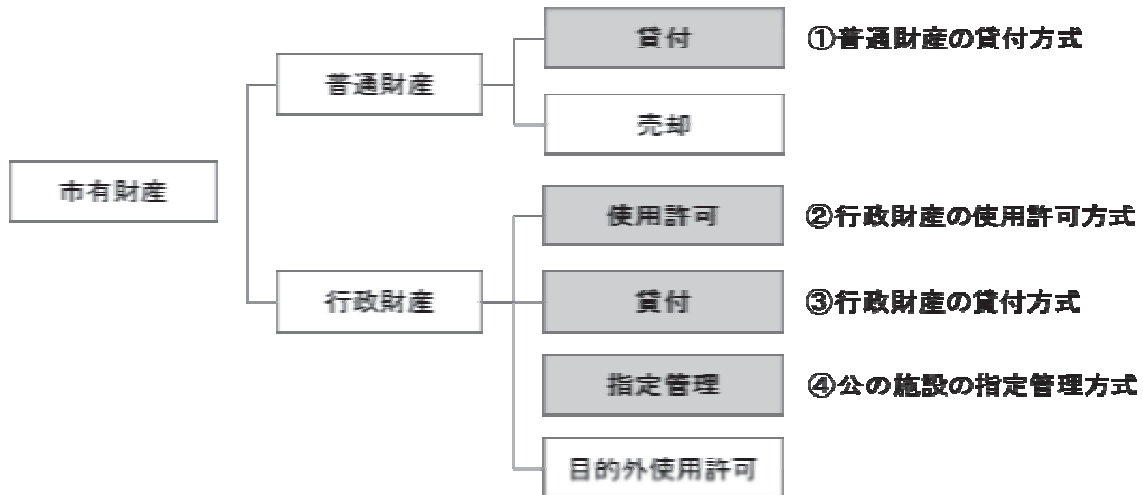 貸付 ①普通財産の貸付方式
普通財産
売却
市有財産
使用許可 ②行政財産の使用許可方式
行政財産
貸付 ③行政財産の貸付方式
指定管理 ④公の施設の指定管理方式
目的外使用許可